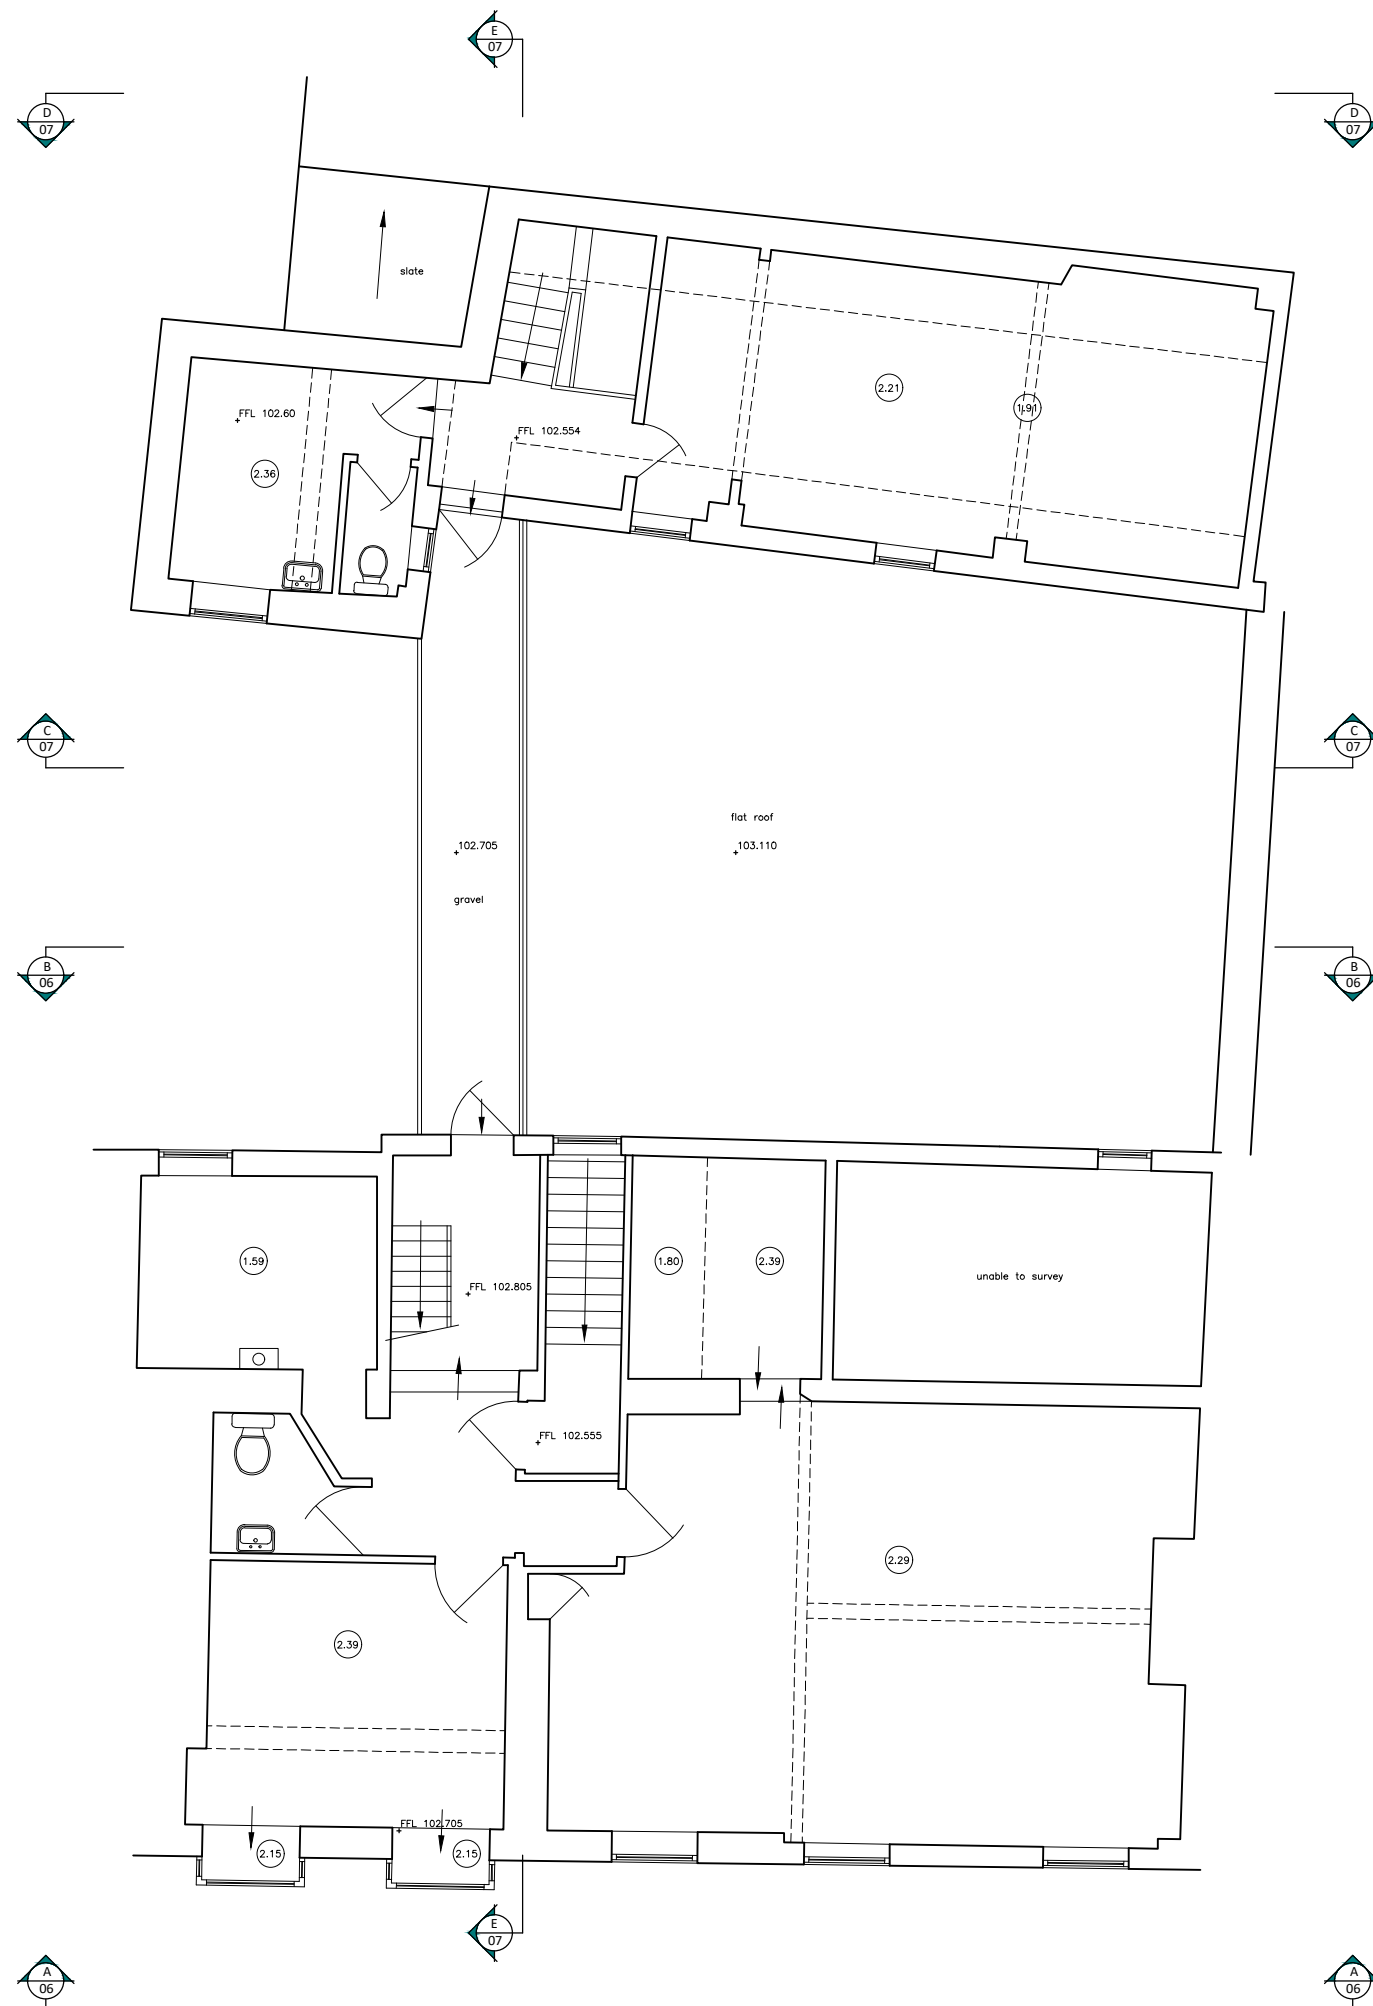 E
07
D
07
D
07
slate
2.21
1.91
FFL 102.60
FFL 102.554
2.36
C
07
C
07
flat roof
102.705
103.110
gravel
B
06
B
06
1.59
1.80
2.39
unable to survey
FFL 102.805
FFL 102.555
2.29
2.39
FFL 102.705
2.15
2.15
E
07
A
06
A
06